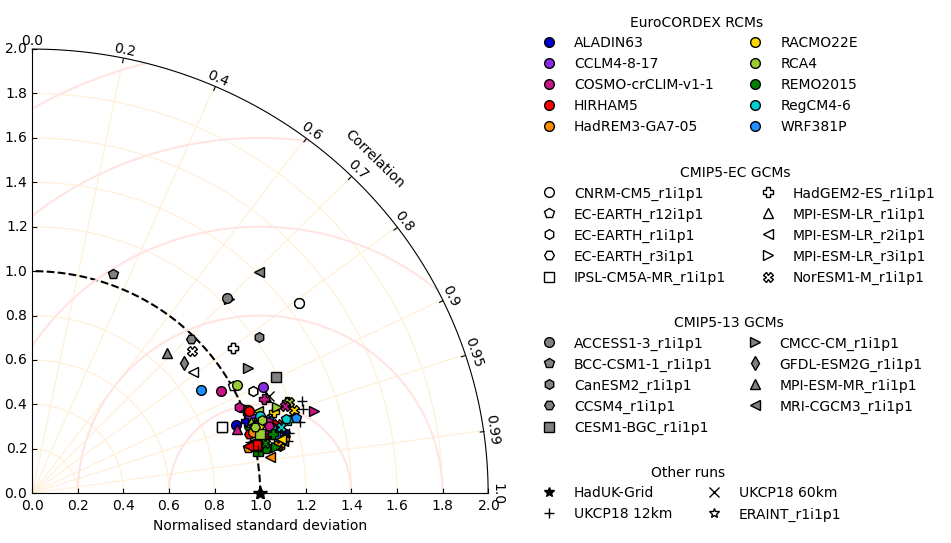 EuroCORDEX RCMs
ALADIN63 RACMO22E
CCLM4-8-17 RCA4
COSMO-crCLIM-v1-1 REMO2015
HIRHAM5 RegCM4-6
HadREM3-GA7-05 WRF381P
CMIP5-EC GCMs
CNRM-CM5_r1i1p1 HadGEM2-ES_r1i1p1
EC-EARTH_r12i1p1 MPI-ESM-LR_r1i1p1
EC-EARTH_r1i1p1 MPI-ESM-LR_r2i1p1
EC-EARTH_r3i1p1 MPI-ESM-LR_r3i1p1
IPSL-CM5A-MR_r1i1p1 NorESM1-M_r1i1p1
CMIP5-13 GCMs
ACCESS1-3_r1i1p1 CMCC-CM_r1i1p1
BCC-CSM1-1_r1i1p1 GFDL-ESM2G_r1i1p1
CanESM2_r1i1p1 MPI-ESM-MR_r1i1p1
CCSM4_r1i1p1 MRI-CGCM3_r1i1p1
CESM1-BGC_r1i1p1
Other runs
HadUK-Grid UKCP18 60km
UKCP18 12km ERAINT_r1i1p1
0.0
0.2
0.4
0.6
Correlation
0.7
0.8
0.9
0.95
0.99
1.0
2.0
1.8
1.6
1.4
1.2
1.0
0.8
0.6
0.4
0.2
0.0
0.0 0.2 0.4 0.6 0.8 1.0 1.2 1.4 1.6 1.8 2.0
Normalised standard deviation